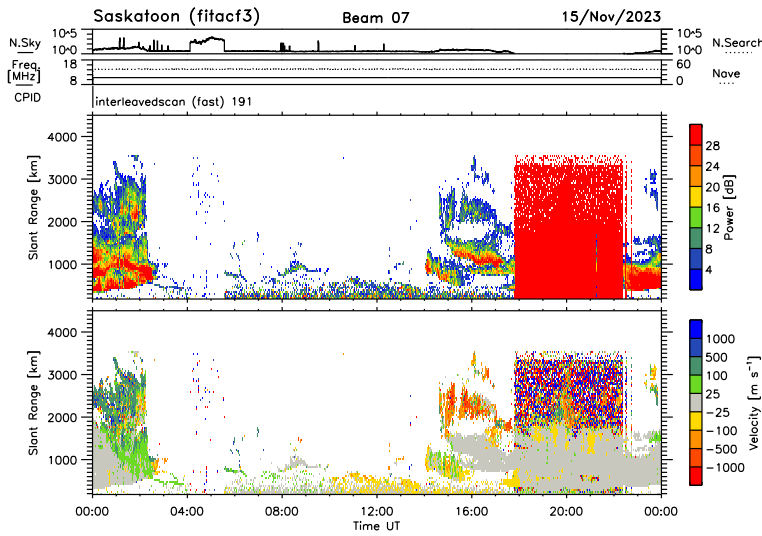 Saskatoon (fitacf3) Beam 07 15/Nov/2023
N.Sky 10^5 10^0 10^5 10^0 N.Search
Freq. [MHz] 18 8 60 0 Nave
CPID interleavedscan (fast) 191
Slant Range [km]
4000
3000
2000
1000
Power [dB]
28
24
20
16
12
8
4
Slant Range [km]
4000
3000
2000
1000
Velocity [m s⁻¹]
1000
500
100
25
−25
−100
−500
−1000
00:00 04:00 08:00 12:00 16:00 20:00 00:00
Time UT